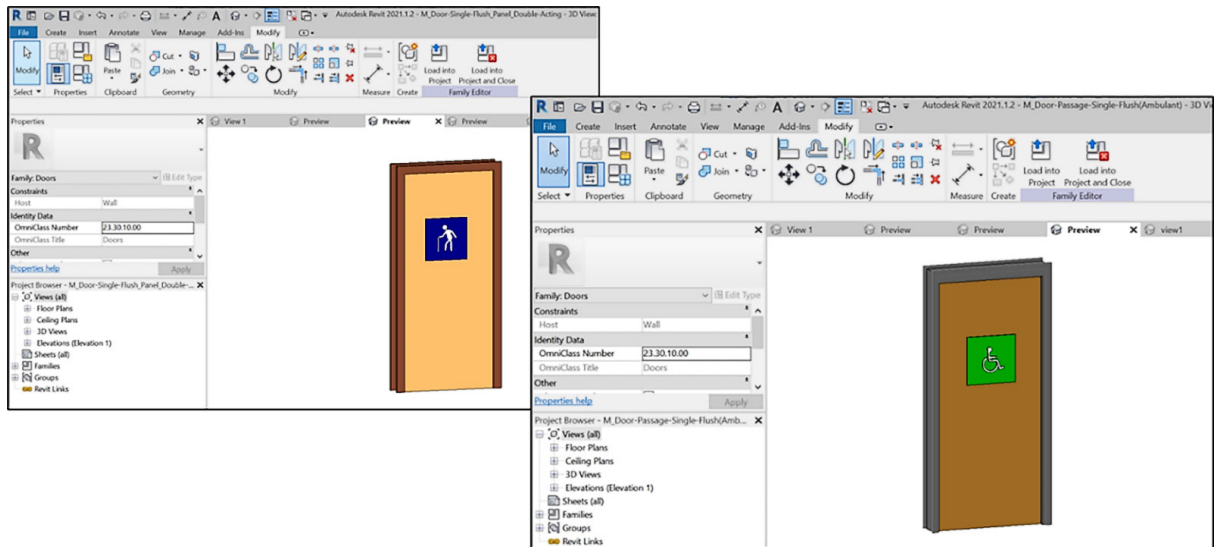 Autodesk Revit 2021.1.2 - M_Door-Single-Flush_Panel_Double-Acting - 3D View:
File Create Insert Annotate View Manage Add-Ins Modify
Modify Paste Cut Join Load into Project Load into Project and Close
Select Properties Clipboard Geometry Modify Measure Create Family Editor
Properties View 1 Preview Preview Preview
Family: Doors Edit Type
Constraints
Host Wall
Identity Data
OmniClass Number 23.30.10.00
OmniClass Title Doors
Other
Properties help Apply
Project Browser - M_Door-Single-Flush_Panel_Double-...
Views (all)
Floor Plans
Ceiling Plans
3D Views
Elevations (Elevation 1)
Sheets (all)
Families
Groups
Revit Links
Autodesk Revit 2021.1.2 - M_Door-Passage-Single-Flush(Ambulant) - 3D Vi
File Create Insert Annotate View Manage Add-Ins Modify
Modify Paste Cut Join Load into Project Load into Project and Close
Select Properties Clipboard Geometry Modify Measure Create Family Editor
Properties View 1 Preview Preview Preview view1
Family: Doors Edit Type
Constraints
Host Wall
Identity Data
OmniClass Number 23.30.10.00
OmniClass Title Doors
Other
Properties help Apply
Project Browser - M_Door-Passage-Single-Flush(Amb...
Views (all)
Floor Plans
Ceiling Plans
3D Views
Elevations (Elevation 1)
Sheets (all)
Families
Groups
Revit Links